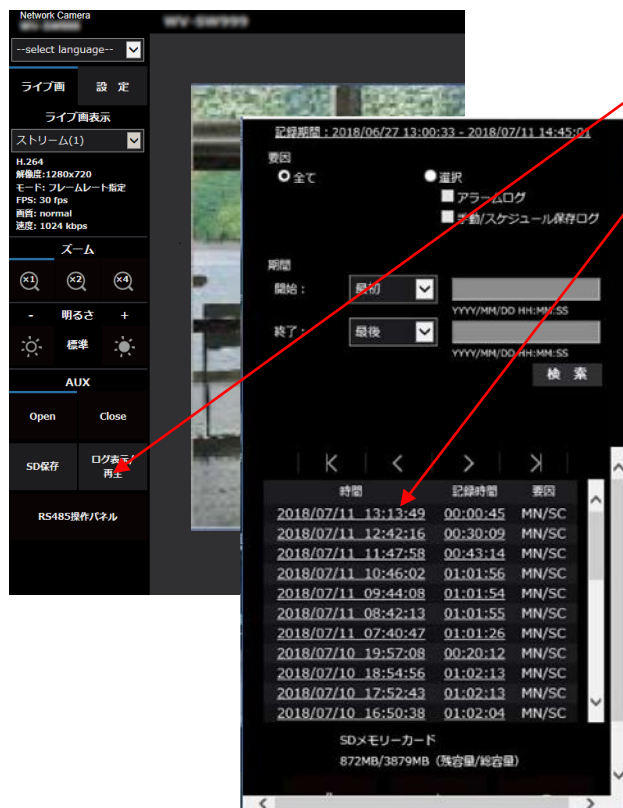 Network Camera
WV-SW999
--select language--
ライブ画
設 定
ライブ画表示
ストリーム(1)
H.264
解像度:1280x720
モード: フレームレート指定
FPS: 30 fps
画質: normal
速度: 1024 kbps
ズーム
×1
×2
×4
- 明るさ +
標準
AUX
Open
Close
SD保存
ログ表示/
再生
RS485操作パネル
記録期間 : 2018/06/27 13:00:33 - 2018/07/11 14:45:01
要因
全て
選択
アラームログ
手動/スケジュール保存ログ
期間
開始 :
最初
YYYY/MM/DD HH:MM:SS
終了 :
最後
YYYY/MM/DD HH:MM:SS
検 索
時間 記録時間 要因
2018/07/11 13:13:49 00:00:45 MN/SC
2018/07/11 12:42:16 00:30:09 MN/SC
2018/07/11 11:47:58 00:43:14 MN/SC
2018/07/11 10:46:02 01:01:56 MN/SC
2018/07/11 09:44:08 01:01:54 MN/SC
2018/07/11 08:42:13 01:01:55 MN/SC
2018/07/11 07:40:47 01:01:26 MN/SC
2018/07/10 19:57:08 00:20:12 MN/SC
2018/07/10 18:54:56 01:02:13 MN/SC
2018/07/10 17:52:43 01:02:13 MN/SC
2018/07/10 16:50:38 01:02:04 MN/SC
SDメモリーカード
872MB/3879MB (残容量/総容量)